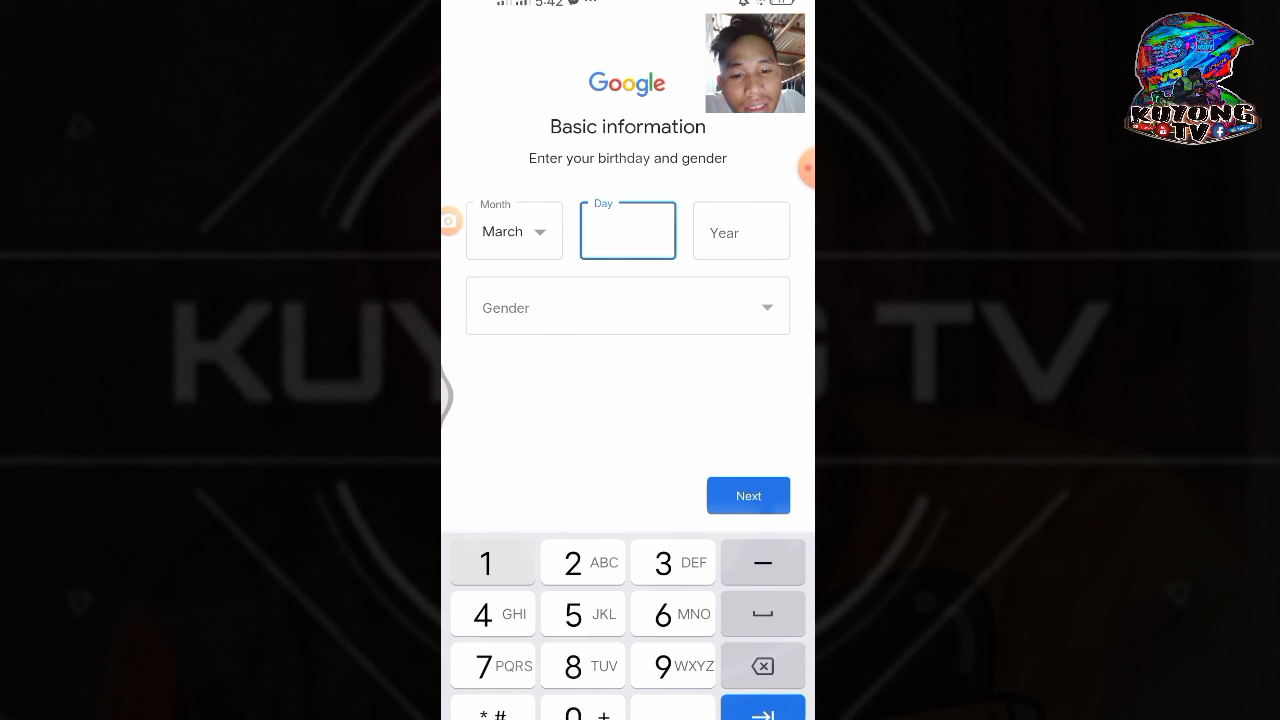 5:42
Google
Basic information
Enter your birthday and gender
Month
March
Day
Year
Gender
Next
1
2 ABC
3 DEF
4 GHI
5 JKL
6 MNO
7 PQRS
8 TUV
9 WXYZ
* #
0 +
KUYONG
TV
KUY
G TV